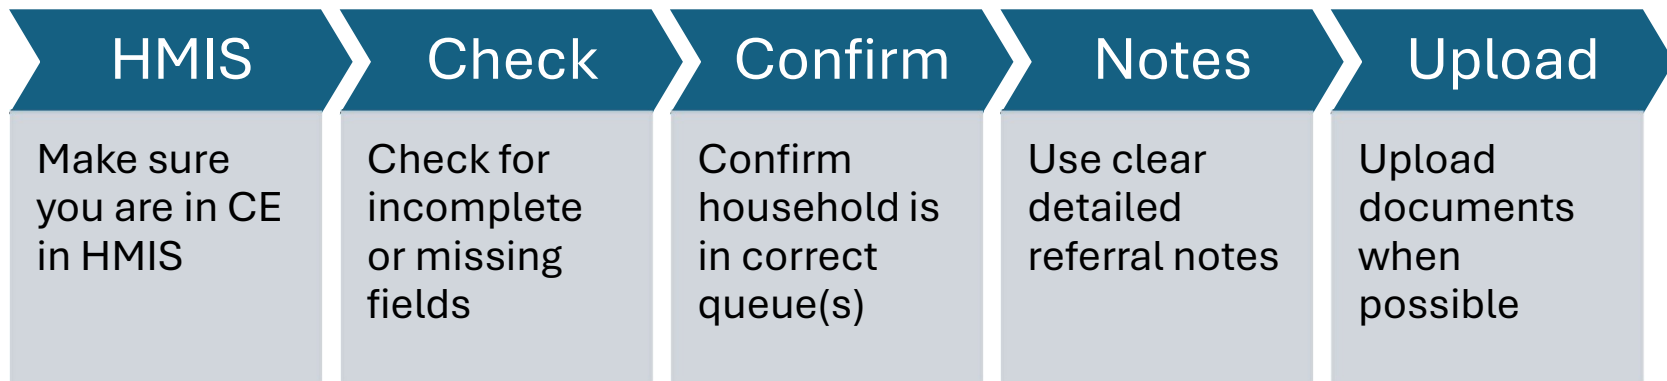 HMIS
Make sure
you are in CE
in HMIS
Check
Check for
incomplete
or missing
fields
Confirm
Confirm
household is
in correct
queue(s)
Notes
Use clear
detailed
referral notes
Upload
Upload
documents
when
possible